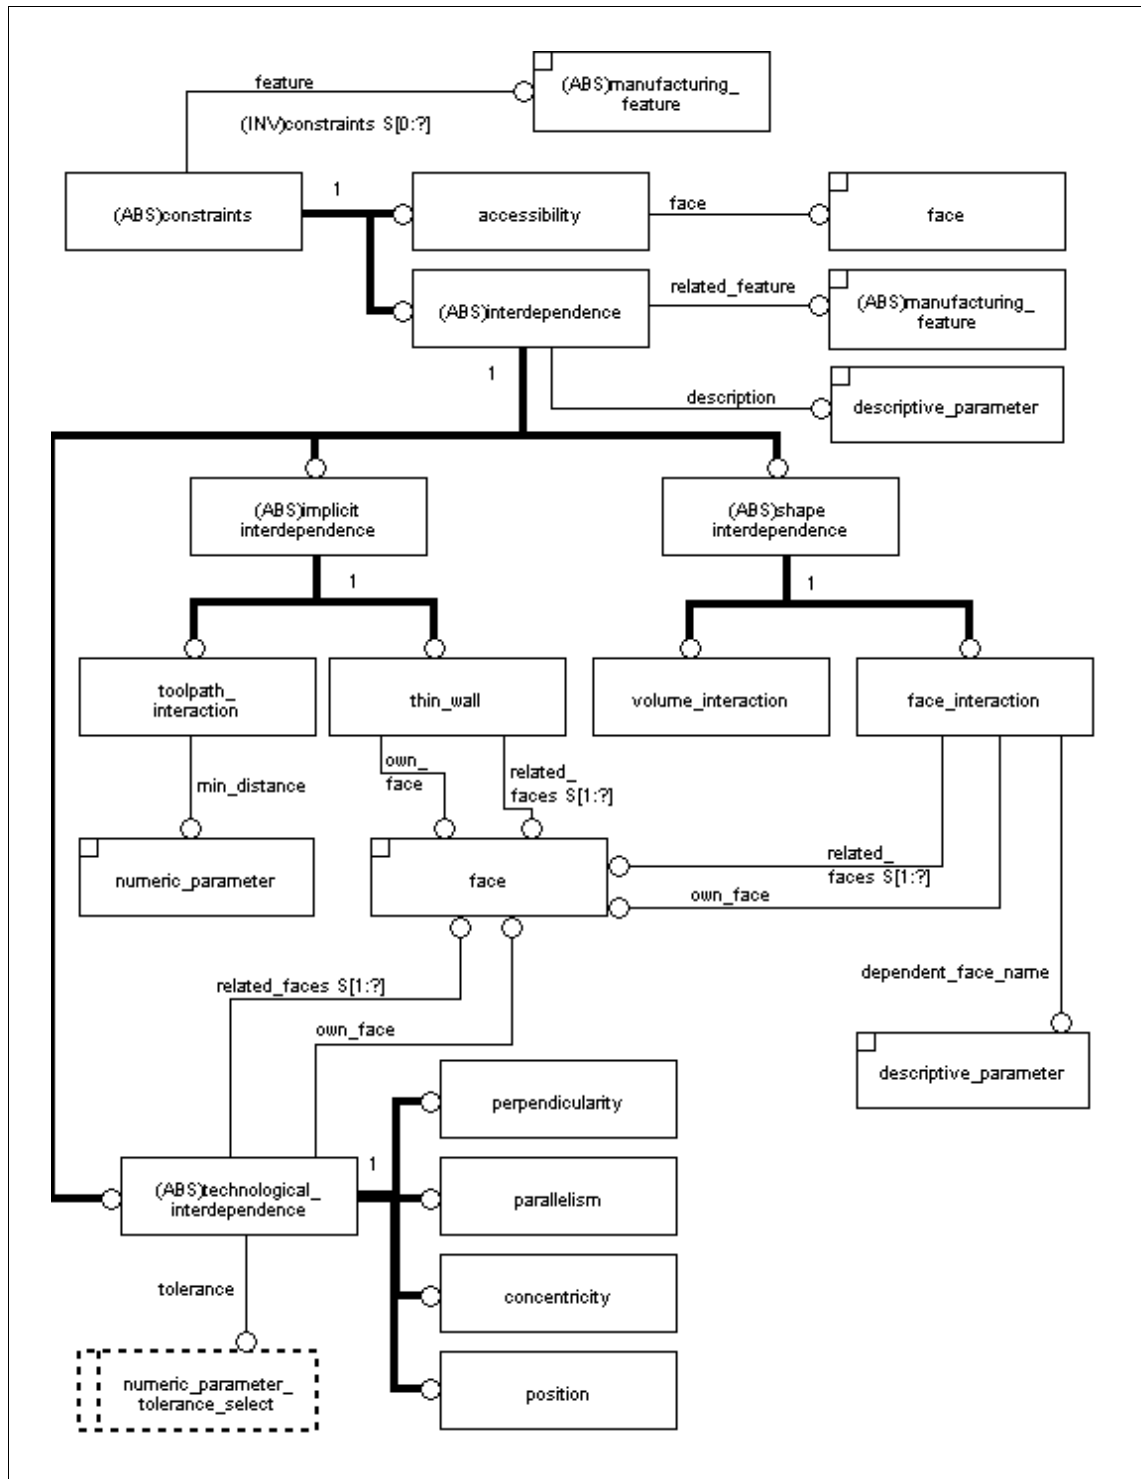 feature
(ABS)manufacturing_
feature
(INV)constraints S[0:?]
(ABS)constraints
1
accessibility
face
face
(ABS)interdependence
related_feature
(ABS)manufacturing_
feature
1
description
descriptive_parameter
(ABS)implicit
interdependence
(ABS)shape
interdependence
1
1
toolpath_
interaction
thin_wall
volume_interaction
face_interaction
min_distance
own_
face
related_
faces S[1:?]
numeric_parameter
face
related_
faces S[1:?]
own_face
dependent_face_name
descriptive_parameter
related_faces S[1:?]
own_face
perpendicularity
(ABS)technological_
interdependence
1
parallelism
tolerance
concentricity
numeric_parameter_
tolerance_select
position